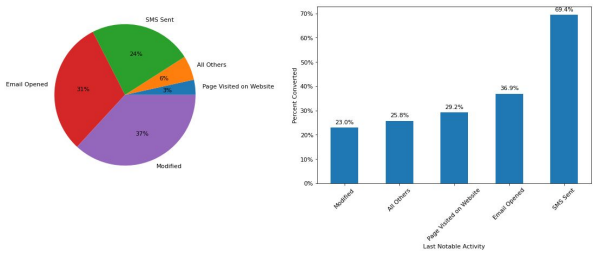 SMS Sent
24%
All Others
6%
Page Visited on Website
3%
Email Opened
31%
37%
Modified
Percent Converted
70%
60%
50%
40%
30%
20%
10%
0%
23.0%
25.8%
29.2%
36.9%
69.4%
Modified
All Others
Page Visited on Website
Email Opened
SMS Sent
Last Notable Activity